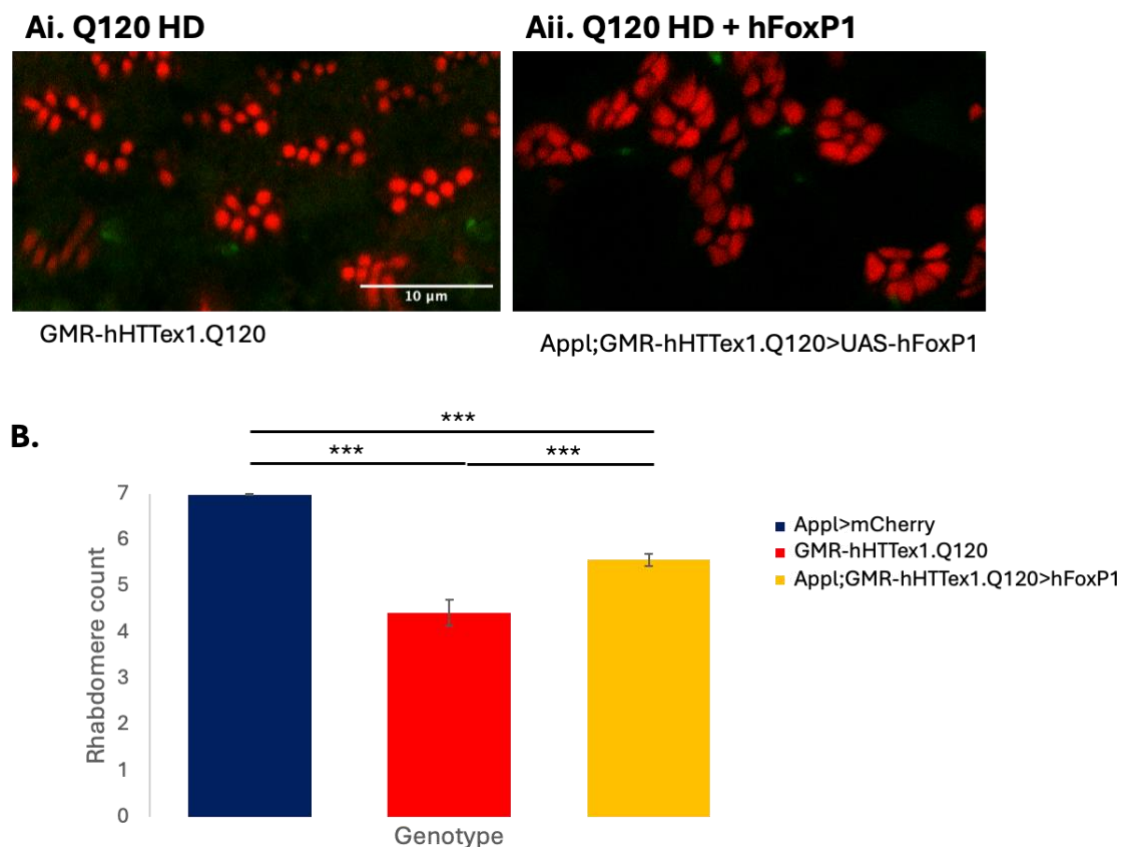 Ai. Q120 HD
Aii. Q120 HD + hFoxP1
10 µm
GMR-hHTTex1.Q120
Appl;GMR-hHTTex1.Q120>UAS-hFoxP1
B.
***
***
***
Rhabdomere count
7
6
5
4
3
2
1
0
Genotype
Appl>mCherry
GMR-hHTTex1.Q120
Appl;GMR-hHTTex1.Q120>hFoxP1